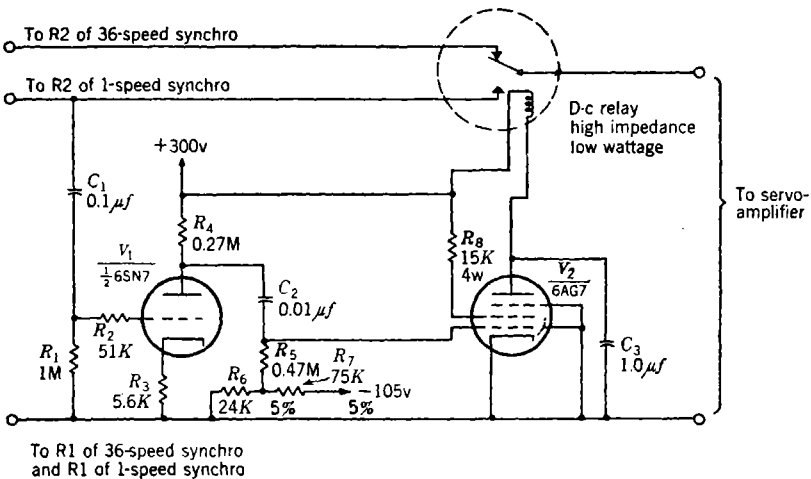 To R2 of 36-speed synchro
To R2 of 1-speed synchro
D-c relay
high impedance
low wattage
+300v
C1
0.1μf
R4
0.27M
V1
½6SN7
R8
15K
4w
V2
6AG7
To servo-
amplifier
C2
0.01μf
R2
51K
R1
1M
R3
5.6K
R5
0.47M
R7
75K
R6
24K
5%
-105v
5%
C3
1.0μf
To R1 of 36-speed synchro
and R1 of 1-speed synchro